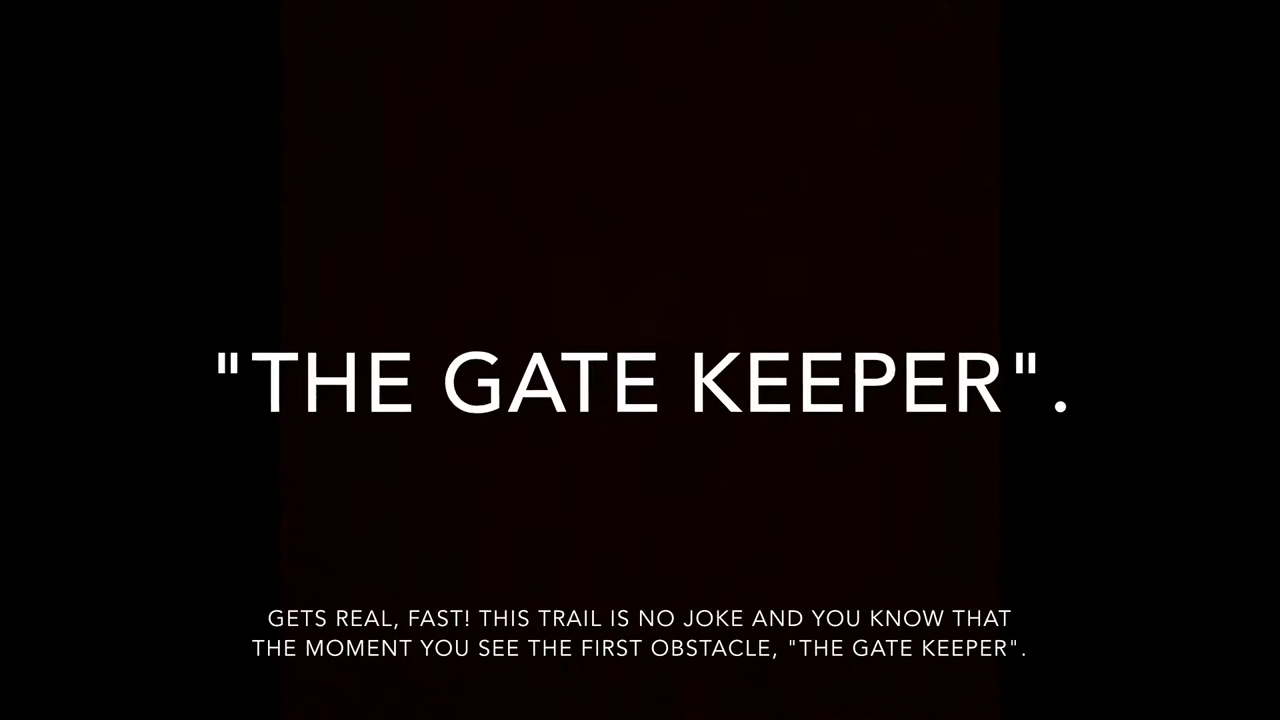 "THE GATE KEEPER".
GETS REAL, FAST! THIS TRAIL IS NO JOKE AND YOU KNOW THAT
THE MOMENT YOU SEE THE FIRST OBSTACLE, "THE GATE KEEPER".